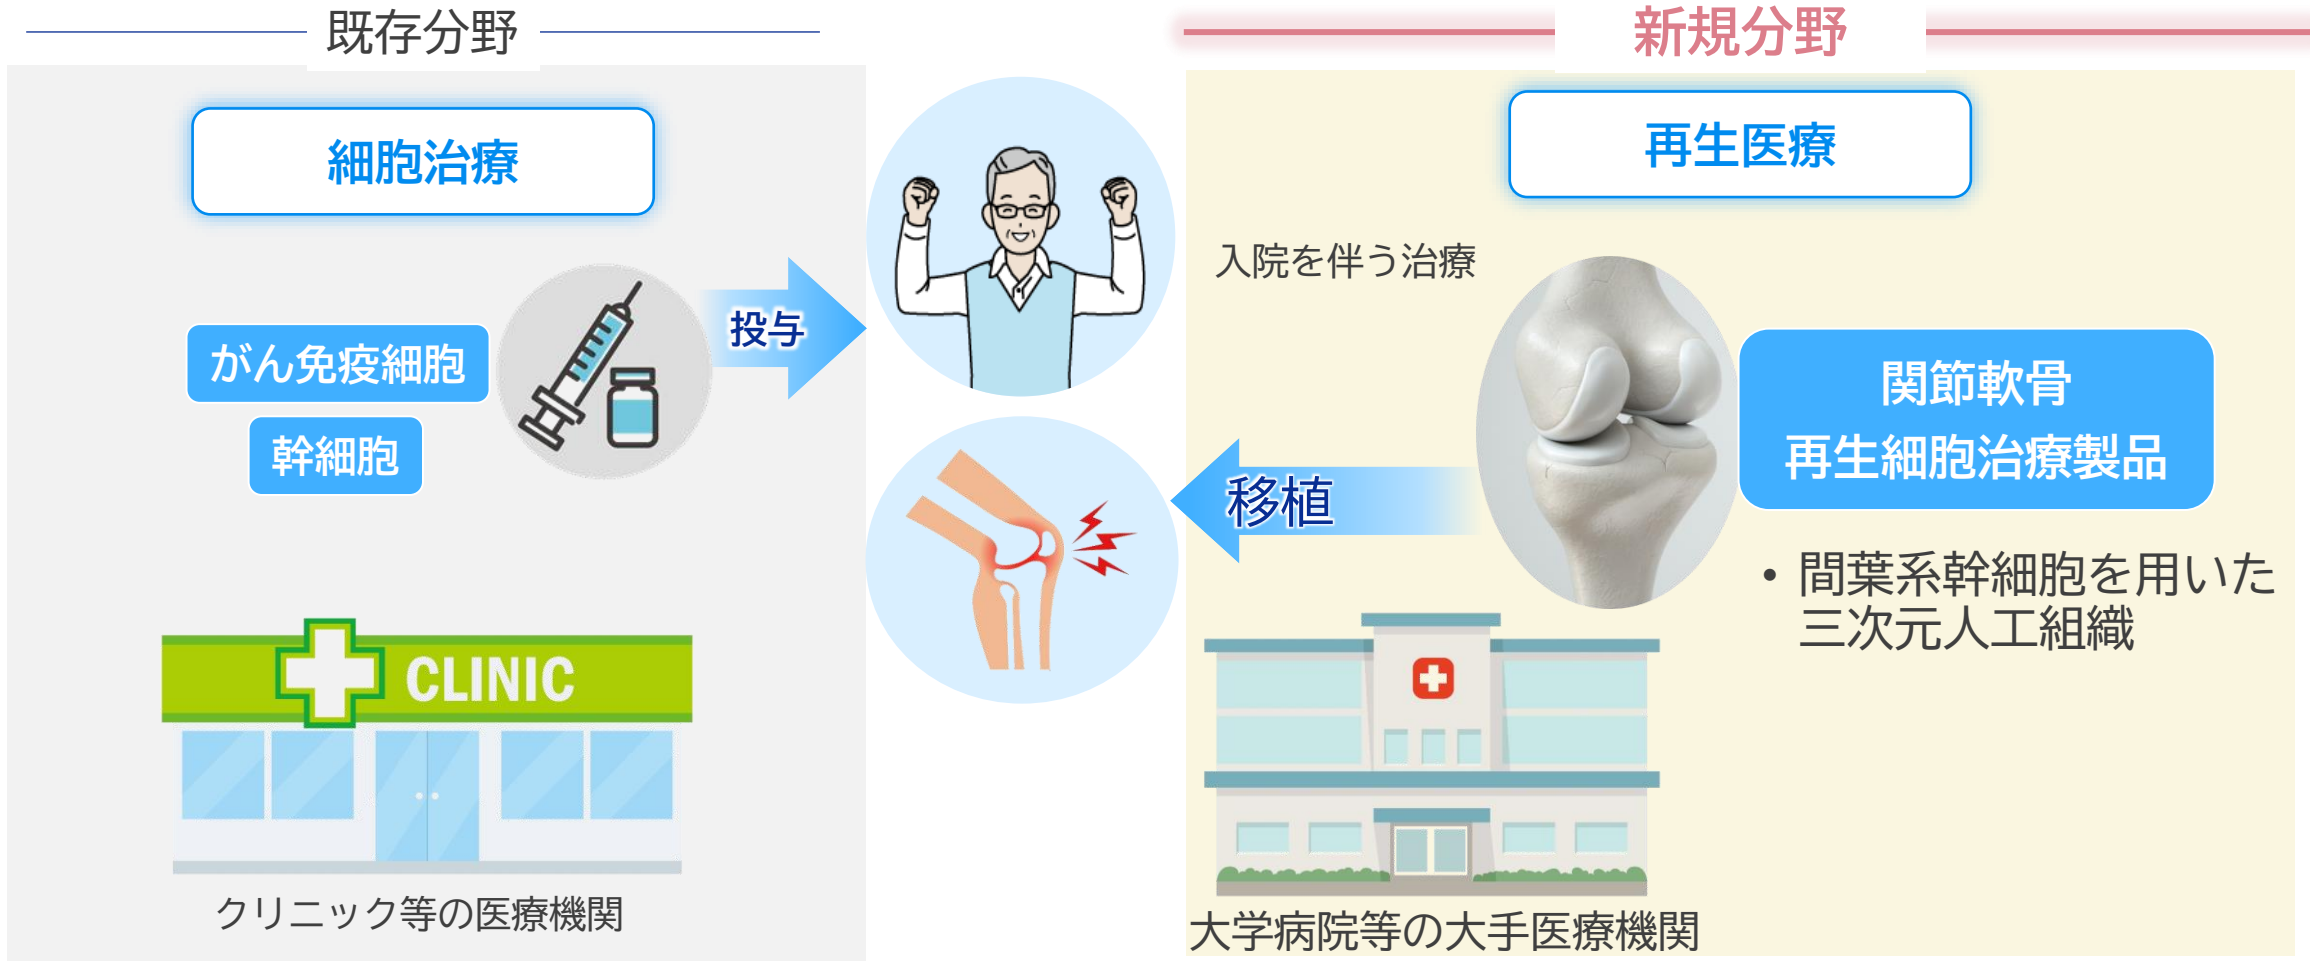 既存分野
細胞治療
がん免疫細胞
幹細胞
投与
CLINIC
クリニック等の医療機関
新規分野
再生医療
入院を伴う治療
関節軟骨
再生細胞治療製品
移植
・間葉系幹細胞を用いた
三次元人工組織
大学病院等の大手医療機関